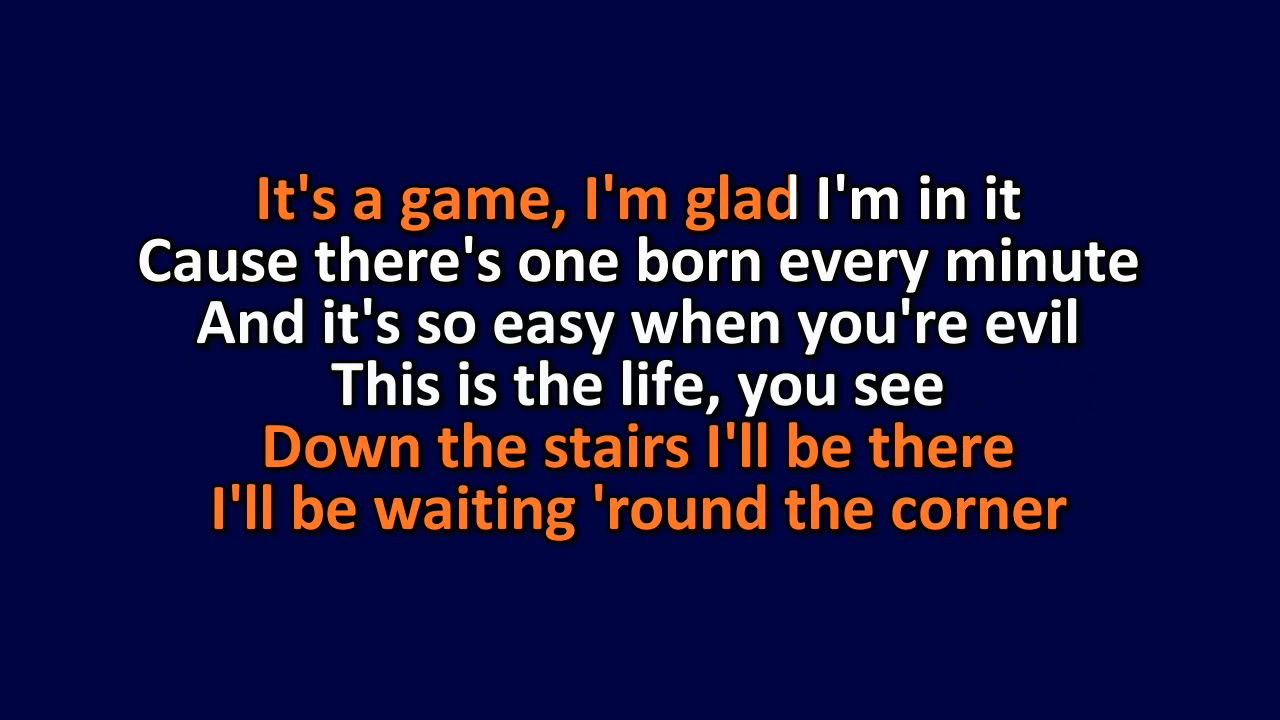 It's a game, I'm glad I'm in it
Cause there's one born every minute
And it's so easy when you're evil
This is the life, you see
Down the stairs I'll be there
I'll be waiting 'round the corner